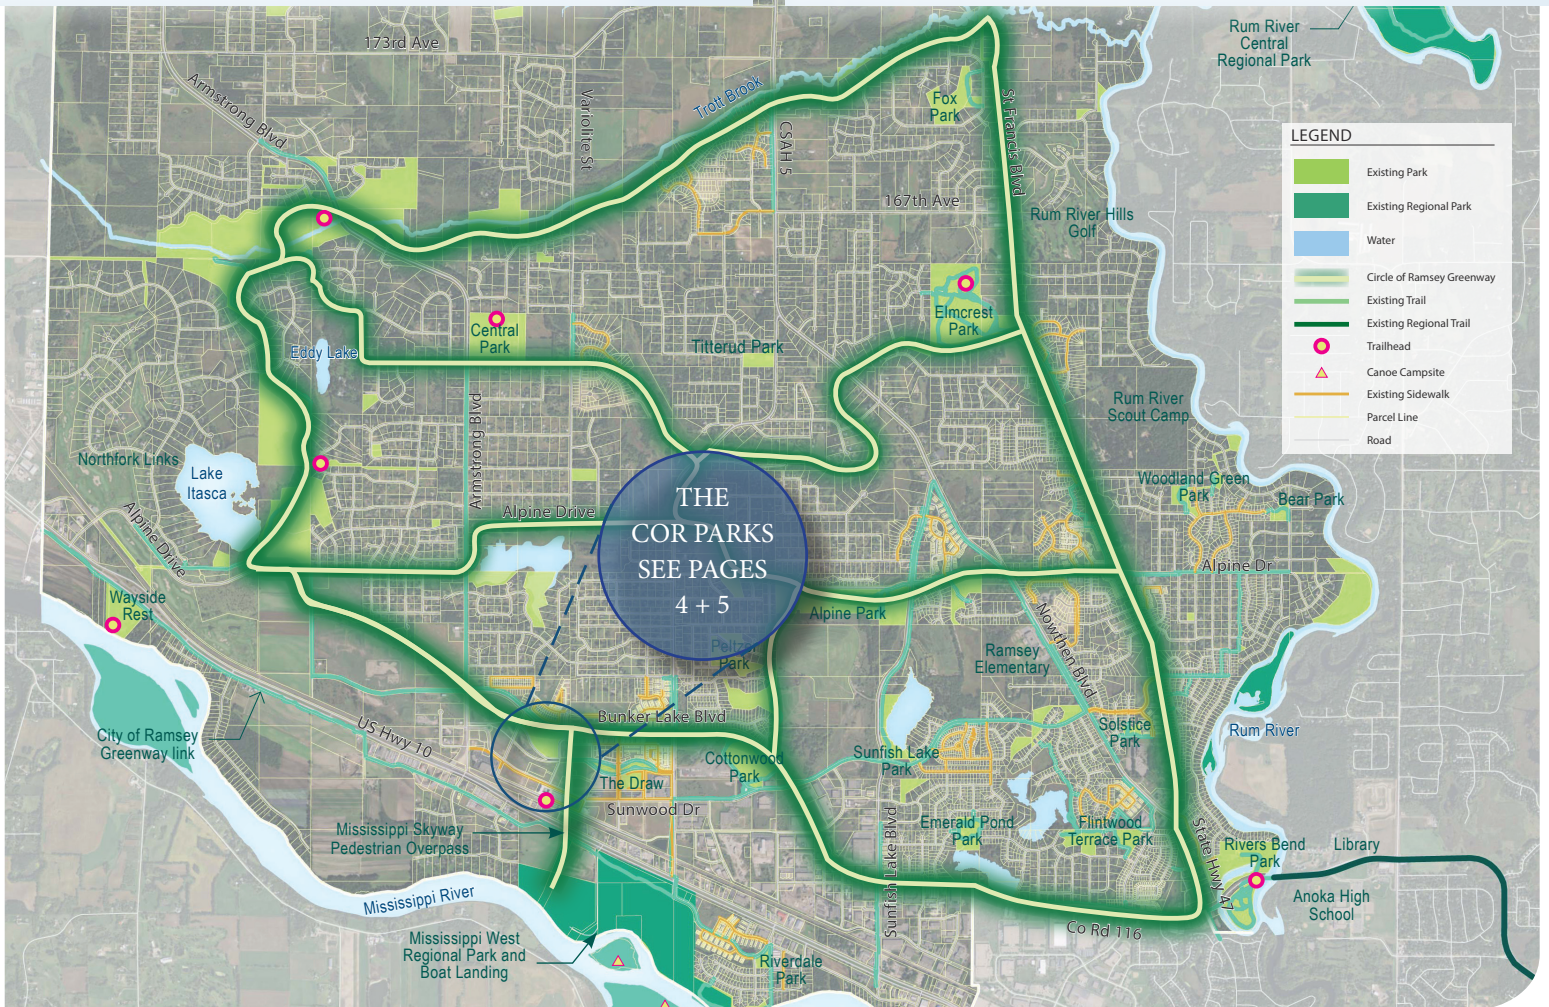 173rd Ave
Armstrong Blvd
Variolite St
Trott Brook
CSAH 5
Fox
Park
St Francis Blvd
167th Ave
Rum River Hills
Golf
Rum River
Central
Regional Park
LEGEND
Existing Park
Existing Regional Park
Water
Circle of Ramsey Greenway
Existing Trail
Existing Regional Trail
Trailhead
Canoe Campsite
Existing Sidewalk
Parcel Line
Road
Central
Park
Eddy Lake
Titterud Park
Elmcrest
Park
Rum River
Scout Camp
Armstrong Blvd
Northfork Links
Lake
Itasca
Alpine Drive
Alpine Drive
THE
COR PARKS
SEE PAGES
4 + 5
Woodland Green
Park
Bear Park
Alpine Dr
Wayside
Rest
Alpine Park
Peltzer
Park
Ramsey
Elementary
Nowthen Blvd
City of Ramsey
Greenway link
US Hwy 10
Bunker Lake Blvd
Cottonwood
Park
The Draw
Sunwood Dr
Sunfish Lake
Park
Solstice
Park
Rum River
Mississippi Skyway
Pedestrian Overpass
Sunfish Lake Blvd
Emerald Pond
Park
Flintwood
Terrace Park
State Hwy 47
Rivers Bend
Park
Library
Anoka High
School
Mississippi River
Co Rd 116
Mississippi West
Regional Park and
Boat Landing
Riverdale
Park